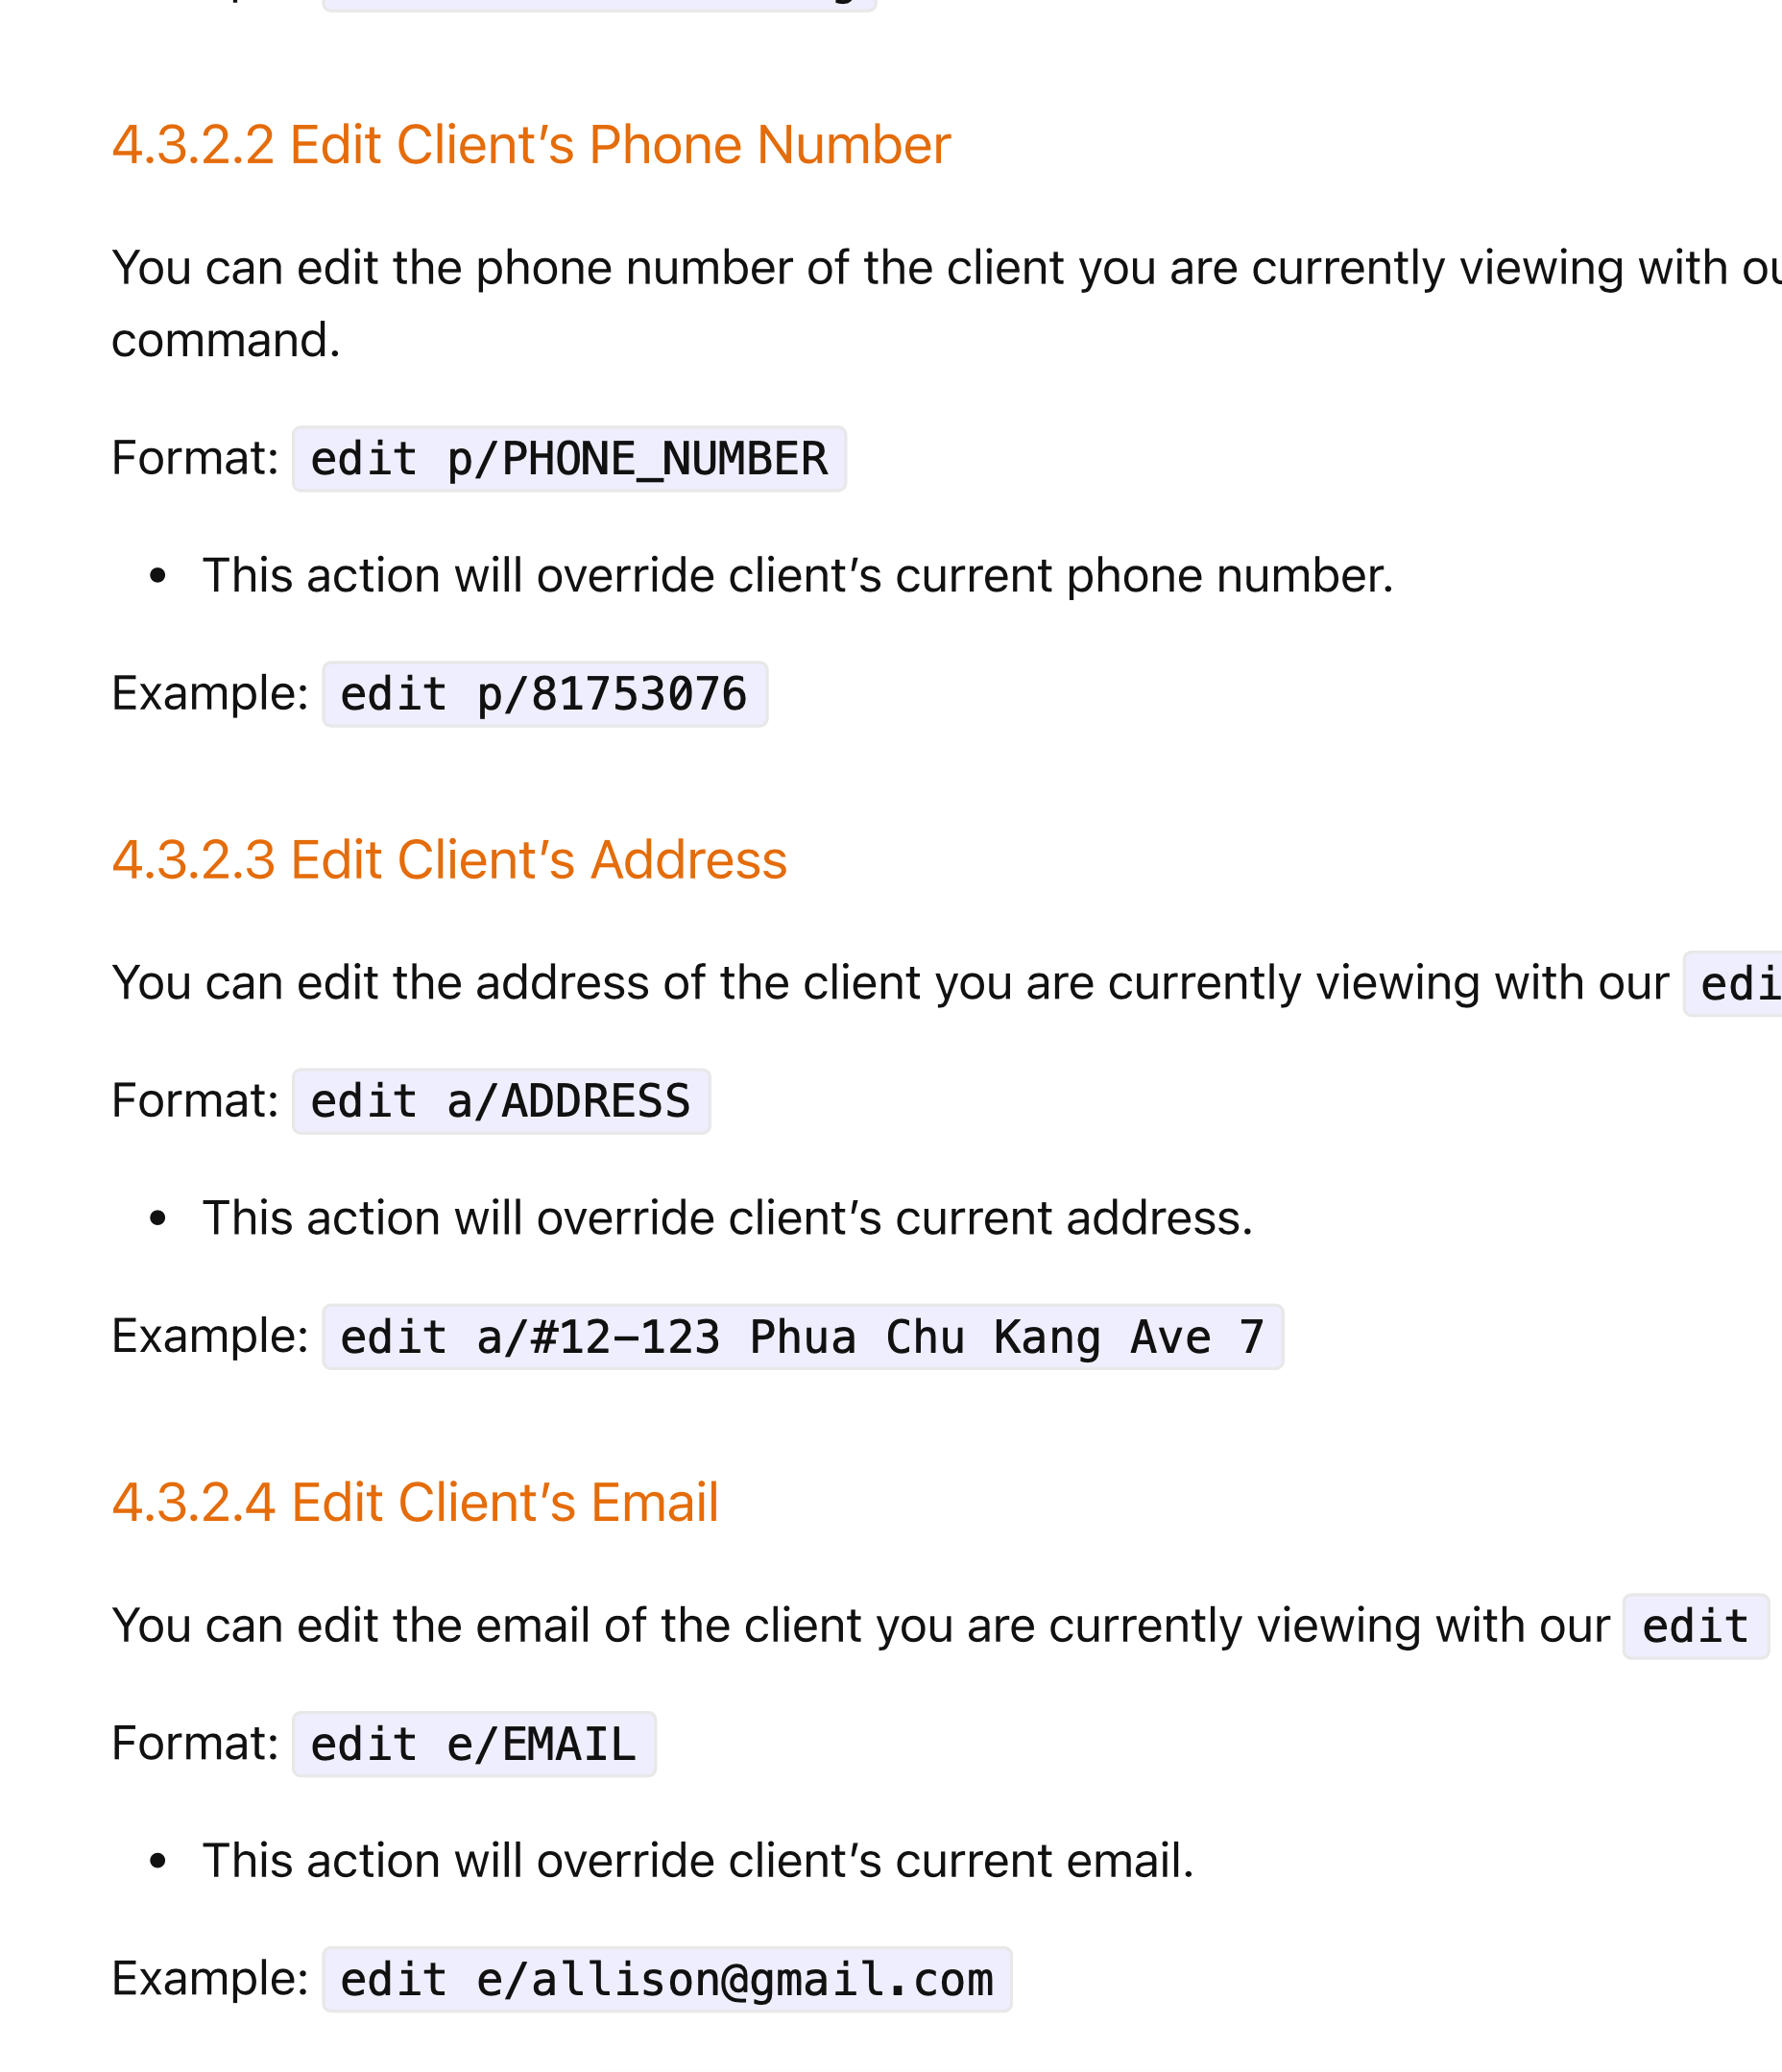 4.3.2.2 Edit Client’s Phone Number
You can edit the phone number of the client you are currently viewing with
command.
Format: edit p/PHONE_NUMBER
• This action will override client’s current phone number.
Example: edit p/81753076
4.3.2.3 Edit Client’s Address
You can edit the address of the client you are currently viewing with our
Format: edit a/ADDRESS
• This action will override client’s current address.
Example: edit a/#12-123 Phua Chu Kang Ave 7
4.3.2.4 Edit Client’s Email
You can edit the email of the client you are currently viewing with our edit
Format: edit e/EMAIL
• This action will override client’s current email.
Example: edit e/allison@gmail.com